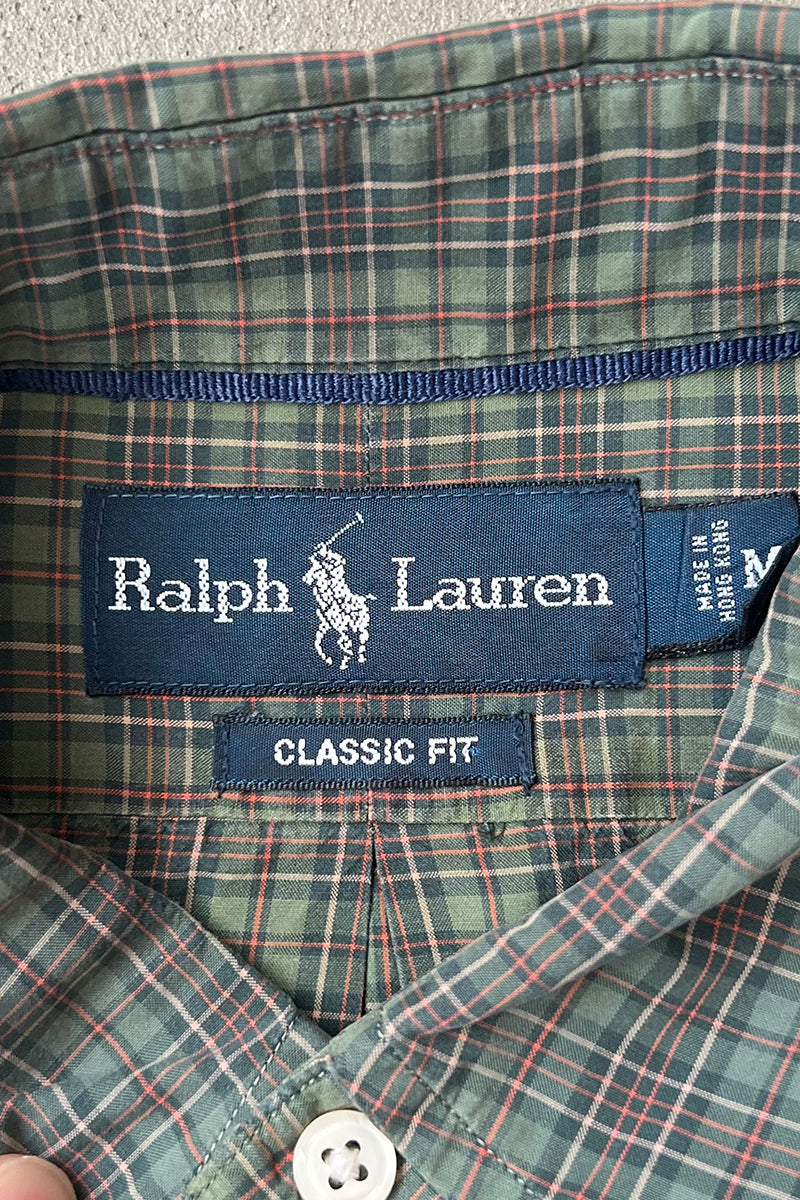 Ralph Lauren
MADE IN
HONG KONG
M
CLASSIC FIT